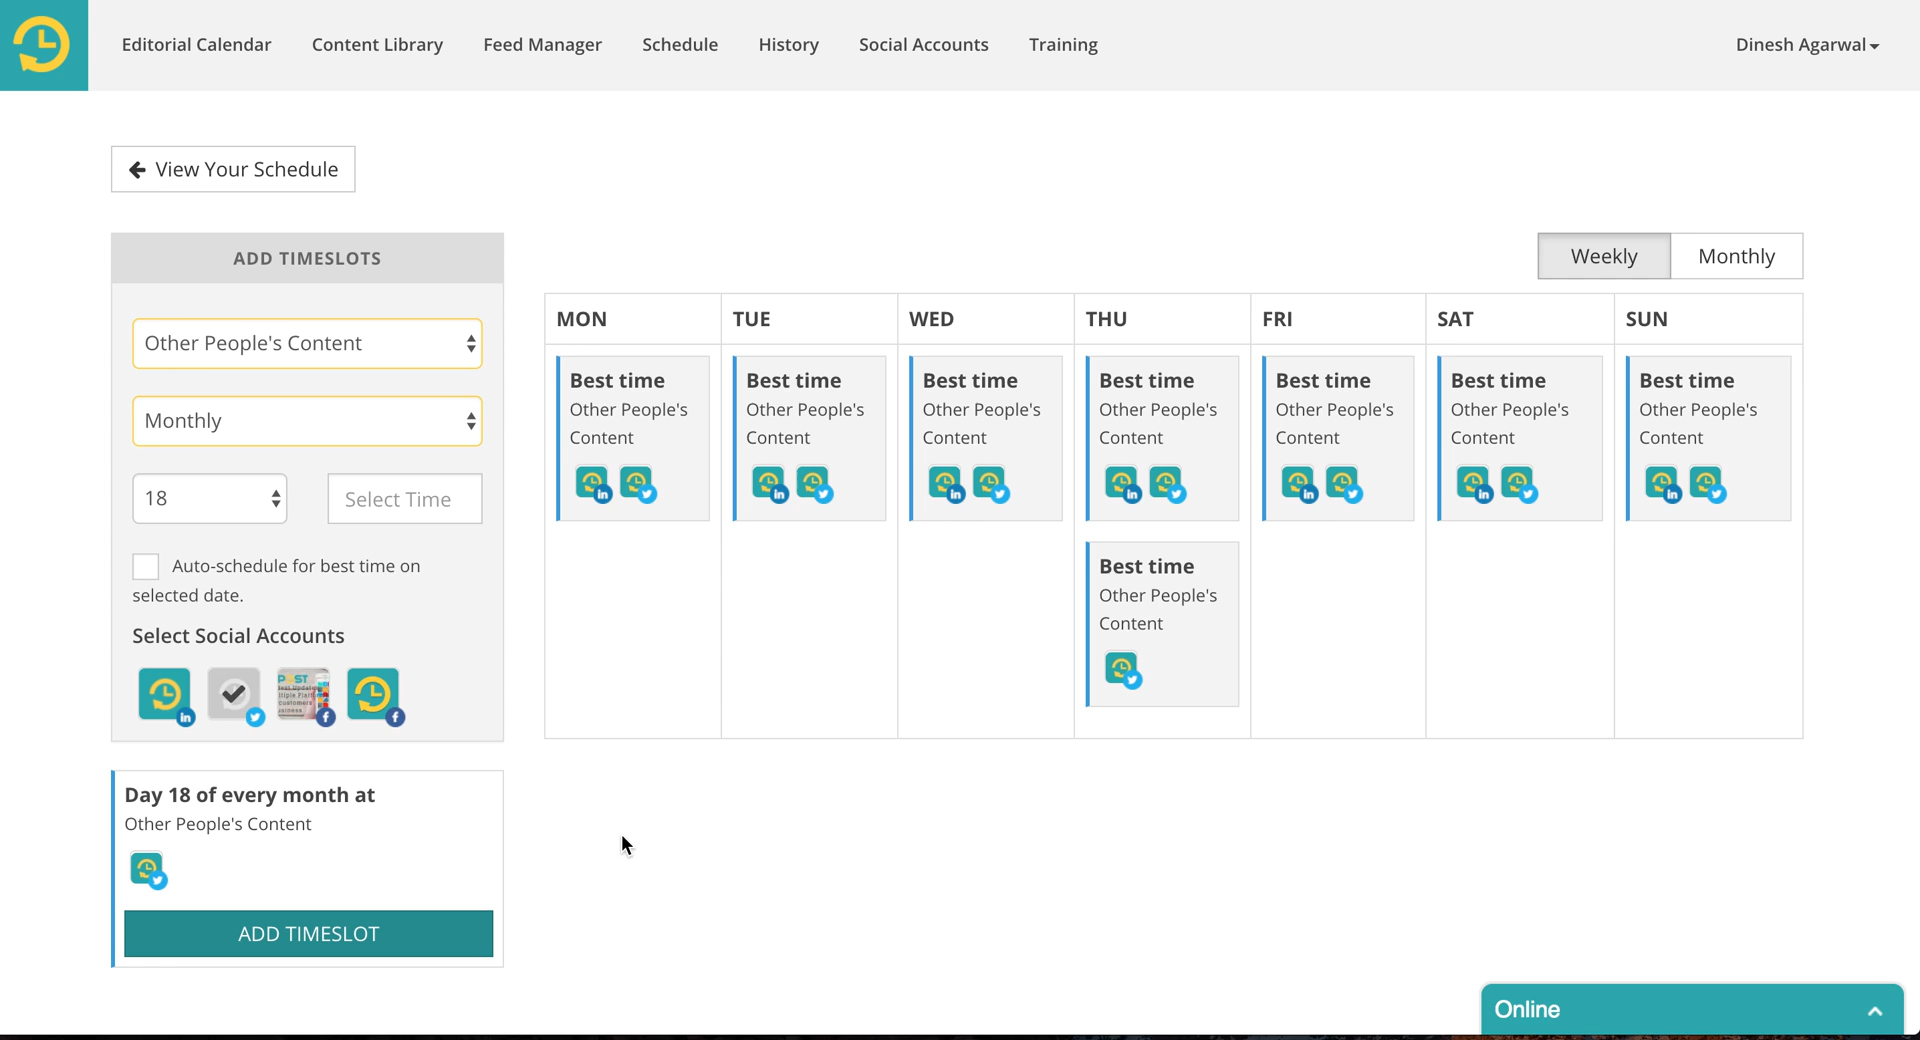 Editorial Calendar Content Library Feed Manager Schedule History Social Accounts Training Dinesh Agarwal
View Your Schedule
ADD TIMESLOTS
Other People's Content
Monthly
18 Select Time
Auto-schedule for best time on
selected date.
Select Social Accounts
POST
Day 18 of every month at
Other People's Content
ADD TIMESLOT
Weekly Monthly
MON TUE WED THU FRI SAT SUN
Best time
Other People's
Content
Best time
Other People's
Content
Best time
Other People's
Content
Best time
Other People's
Content
Best time
Other People's
Content
Best time
Other People's
Content
Best time
Other People's
Content
Best time
Other People's
Content
Online